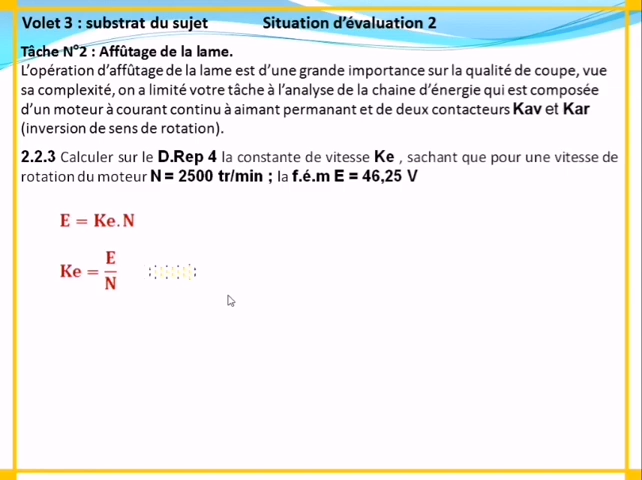 Volet 3 : substrat du sujet Situation d’évaluation 2
Tâche N°2 : Affûtage de la lame.
L’opération d’affûtage de la lame est d’une grande importance sur la qualité de coupe, vue
sa complexité, on a limité votre tâche à l’analyse de la chaine d’énergie qui est composée
d’un moteur à courant continu à aimant permanant et de deux contacteurs Kav et Kar
(inversion de sens de rotation).
2.2.3 Calculer sur le D.Rep 4 la constante de vitesse Ke , sachant que pour une vitesse de
rotation du moteur N = 2500 tr/min ; la f.é.m E = 46,25 V
E = Ke. N
Ke = E/N